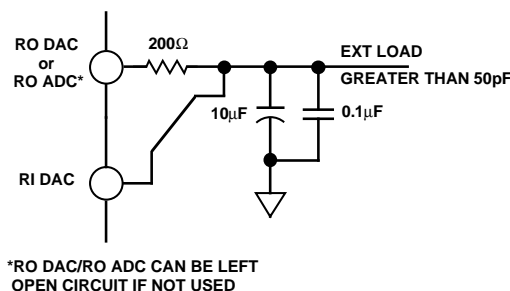 RO DAC
or
RO ADC*
200Ω
EXT LOAD
GREATER THAN 50pF
10µF
0.1µF
RI DAC
*RO DAC/RO ADC CAN BE LEFT
OPEN CIRCUIT IF NOT USED